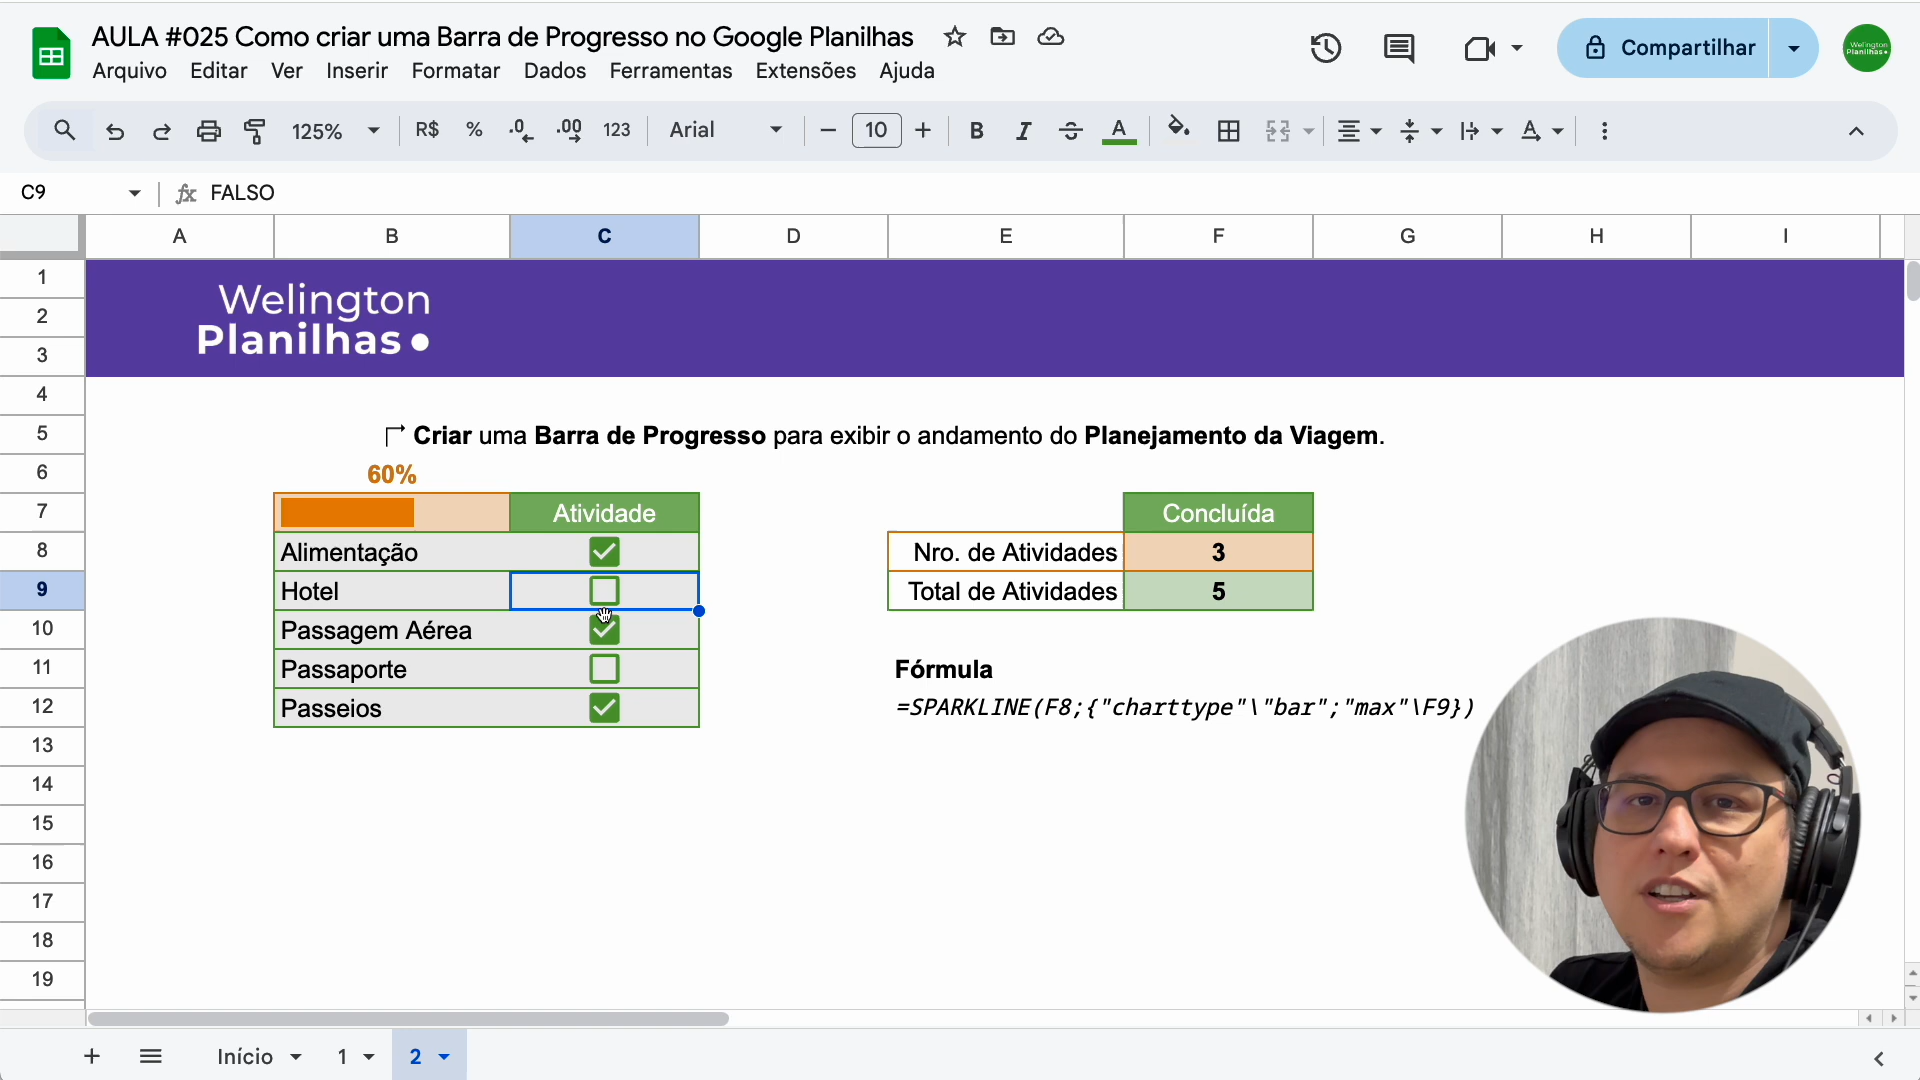 AULA #025 Como criar uma Barra de Progresso no Google Planilhas
Arquivo Editar Ver Inserir Formatar Dados Ferramentas Extensões Ajuda
Compartilhar
Welington
Planilhas
125% R$ % .0 .00 123 Arial 10 B I S A A
C9 fx FALSO
A B C D E F G H I
1
2
3
Welington
Planilhas
4
5 Criar uma Barra de Progresso para exibir o andamento do Planejamento da Viagem.
6 60%
7 Atividade Concluída
8 Alimentação Nro. de Atividades 3
9 Hotel Total de Atividades 5
10 Passagem Aérea
11 Passaporte Fórmula
12 Passeios =SPARKLINE(F8;{"charttype"\"bar";"max"\F9})
13
14
15
16
17
18
19
Início 1 2